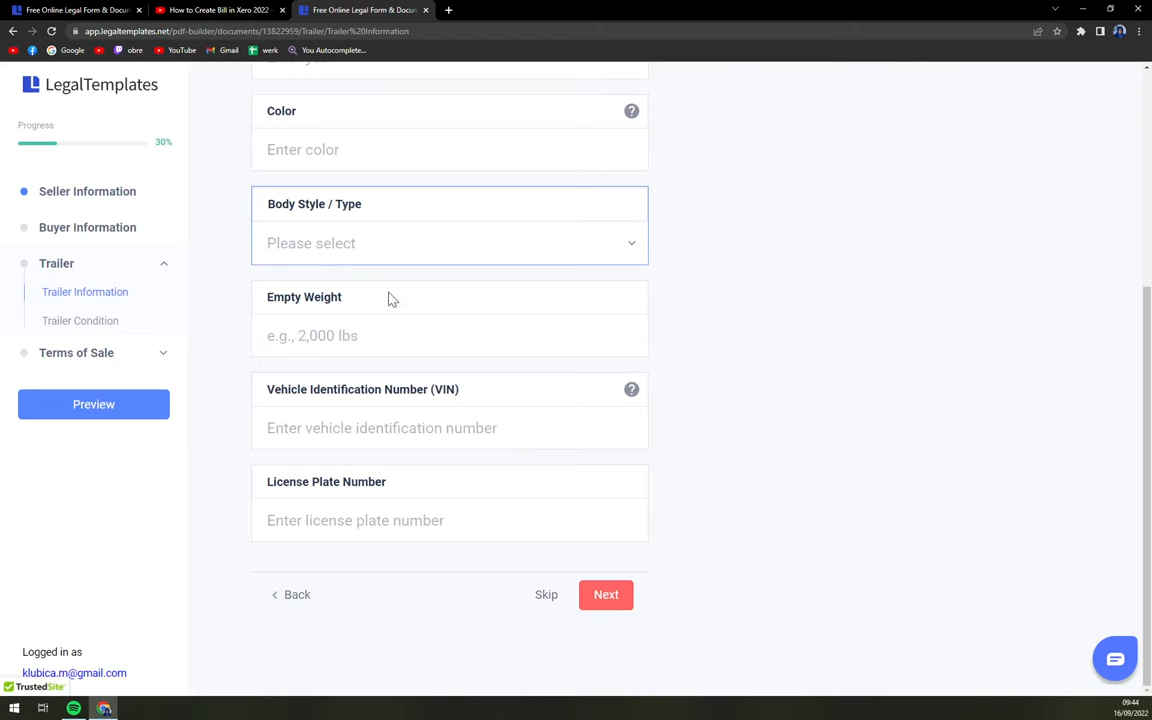 Free Online Legal Form & Docum
How to Create Bill in Xero 2022 -
Free Online Legal Form & Docum
app.legaltemplates.net/pdf-builder/documents/13822959/Trailer/Trailer%20Information
Google
YouTube
obre
YouTube
Gmail
werk
You Autocomplete...
LegalTemplates
Progress
30%
Seller Information
Buyer Information
Trailer
Trailer Information
Trailer Condition
Terms of Sale
Preview
Logged in as
klubica.m@gmail.com
TrustedSite
Color
?
Enter color
Body Style / Type
Please select
Empty Weight
e.g., 2,000 lbs
Vehicle Identification Number (VIN)
?
Enter vehicle identification number
License Plate Number
Enter license plate number
Back
Skip
Next
09:44
16/09/2022